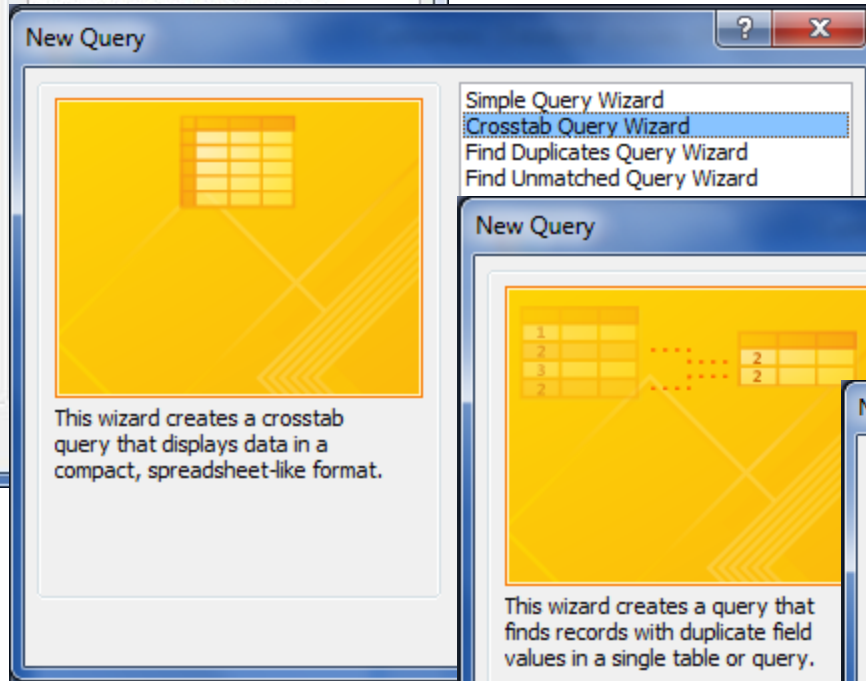 New Query
?
X
Simple Query Wizard
Crosstab Query Wizard
Find Duplicates Query Wizard
Find Unmatched Query Wizard
This wizard creates a crosstab
query that displays data in a
compact, spreadsheet-like format.
New Query
1
2
3
2
2
2
This wizard creates a query that
finds records with duplicate field
values in a single table or query.